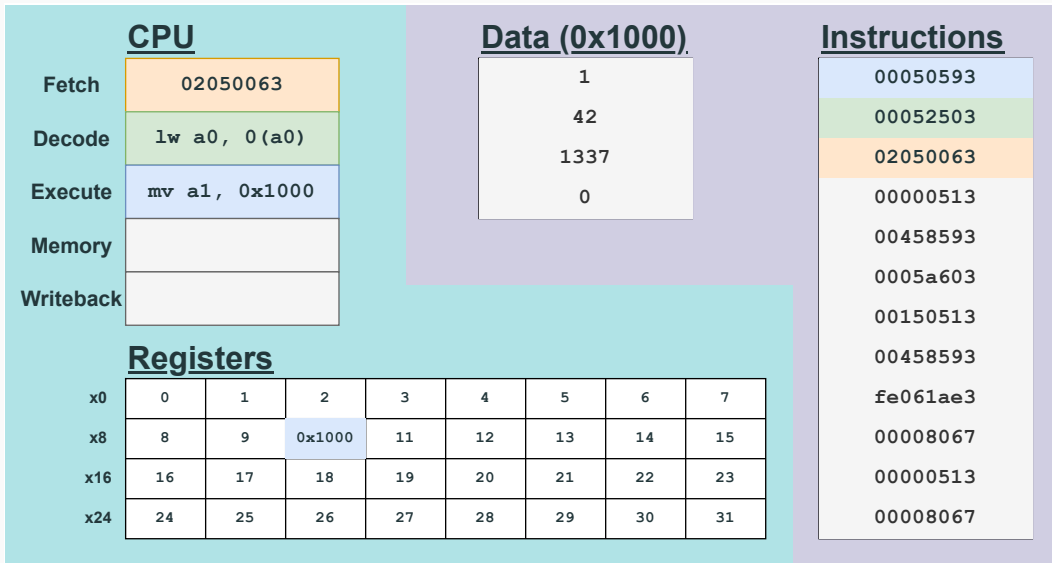 CPU
Fetch 02050063
Decode lw a0, 0(a0)
Execute mv a1, 0x1000
Memory
Writeback
Data (0x1000)
1
42
1337
0
Instructions
00050593
00052503
02050063
00000513
00458593
0005a603
00150513
00458593
fe061ae3
00008067
00000513
00008067
Registers
x0 0 1 2 3 4 5 6 7
x8 8 9 0x1000 11 12 13 14 15
x16 16 17 18 19 20 21 22 23
x24 24 25 26 27 28 29 30 31